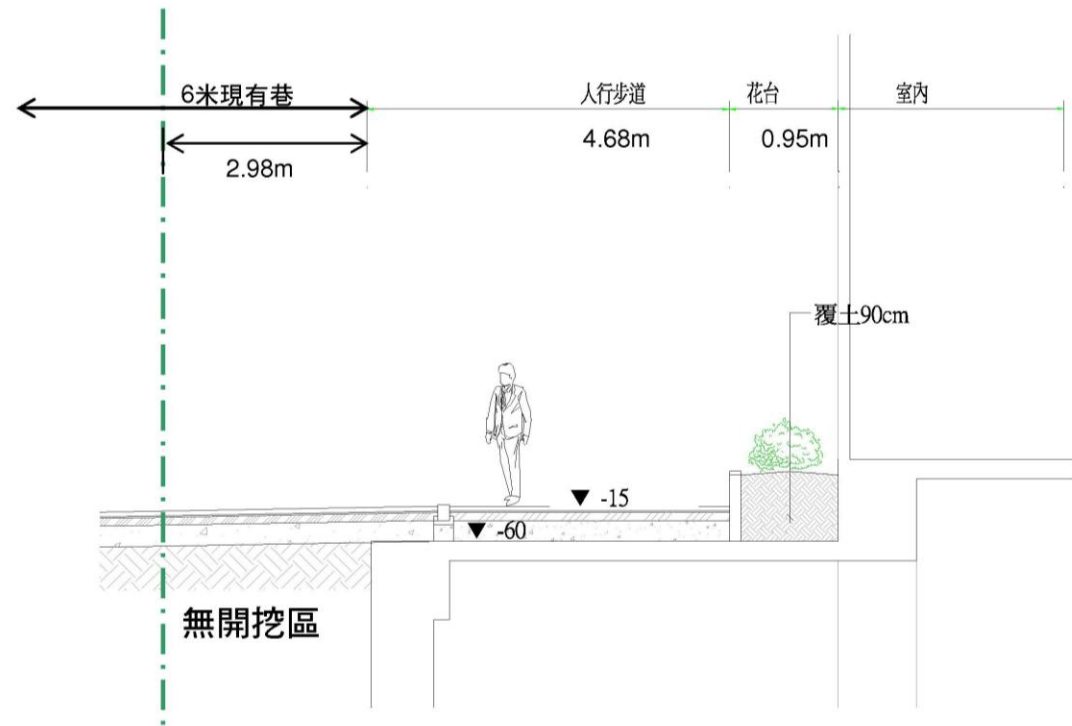 6米現有巷
人行步道
花台
室內
4.68m
0.95m
2.98m
覆土90cm
▼ -15
▼ -60
無開挖區